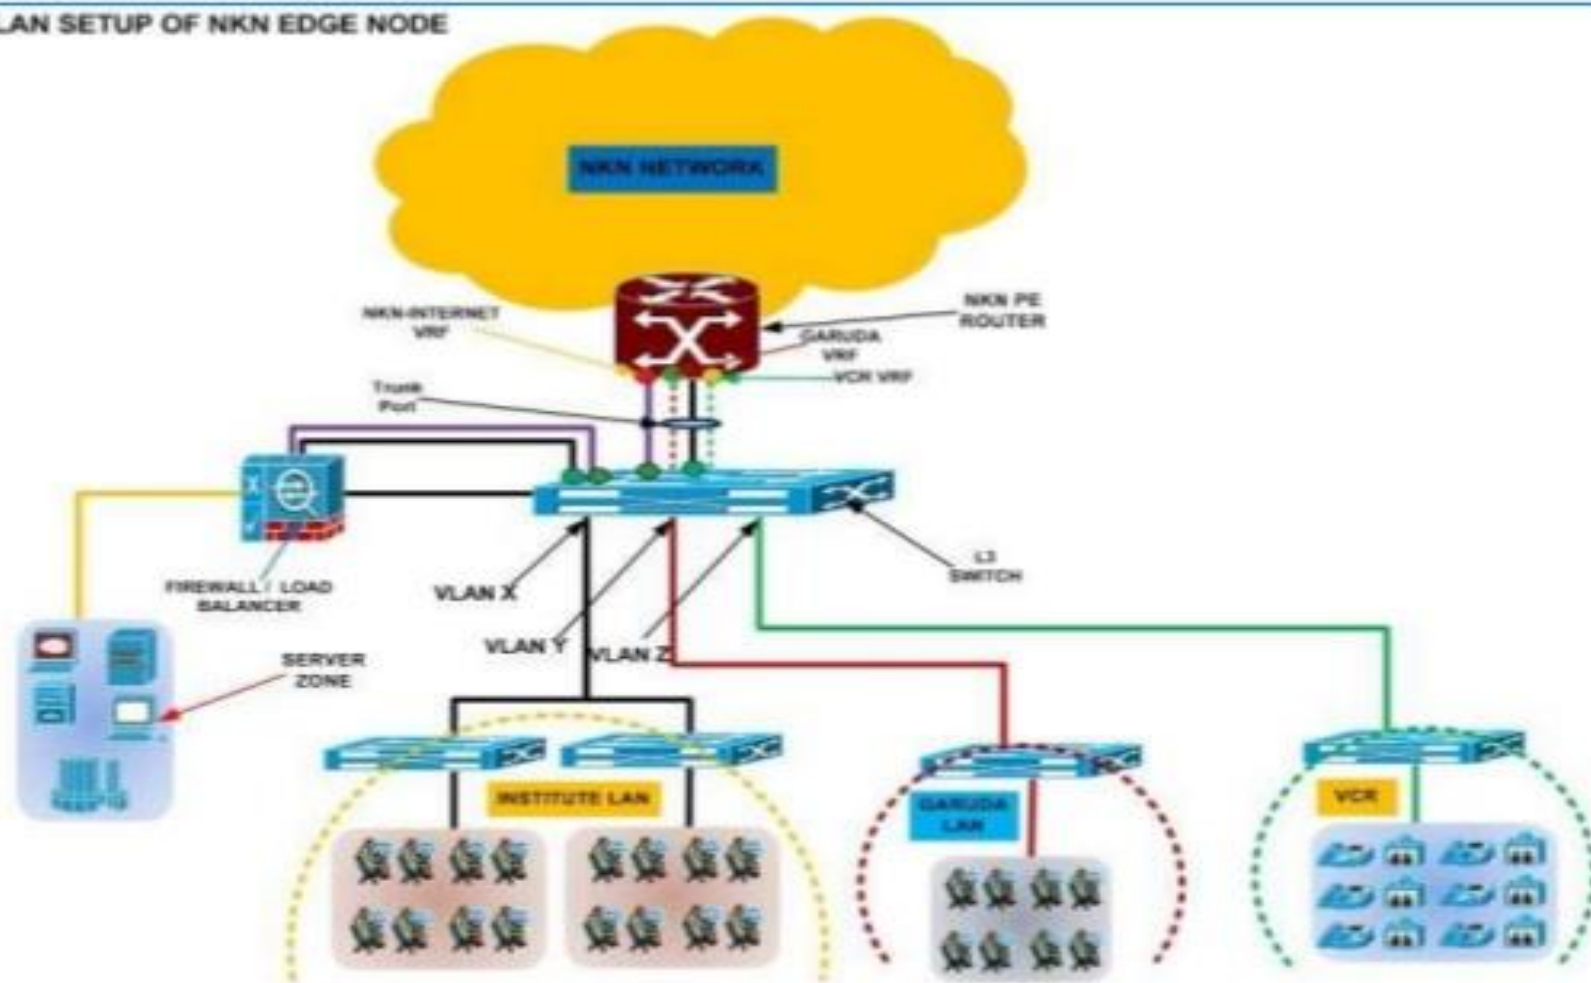 LAN SETUP OF NKN EDGE NODE
NKN NETWORK
NKN-INTERNET
VRF
NKN PE
ROUTER
GARUDA
VRF
VCR VRF
Trunk
Port
L3
SWITCH
FIREWALL / LOAD
BALANCER
VLAN X
VLAN Y
VLAN Z
SERVER
ZONE
INSTITUTE LAN
GARUDA
LAN
VCR